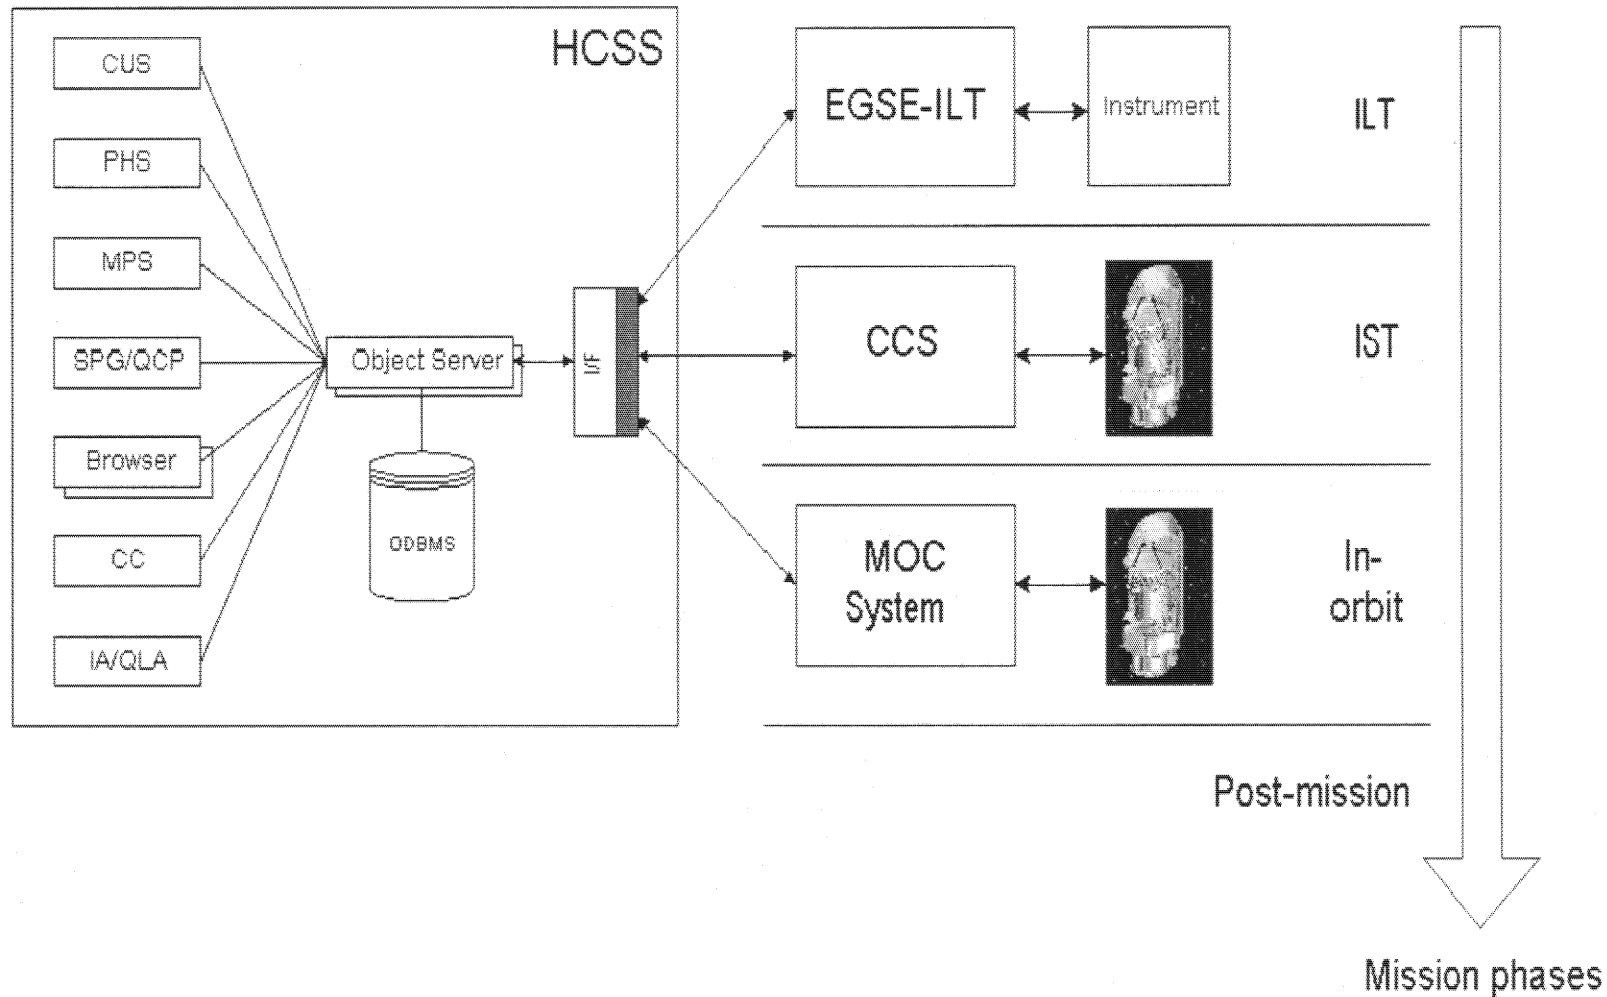 HCSS
CUS
PHS
MPS
SPG/QCP
Browser
CC
IA/QLA
Object Server
ODBMS
I/F
EGSE-ILT
Instrument
ILT
CCS
IST
MOC
System
In-
orbit
Post-mission
Mission phases